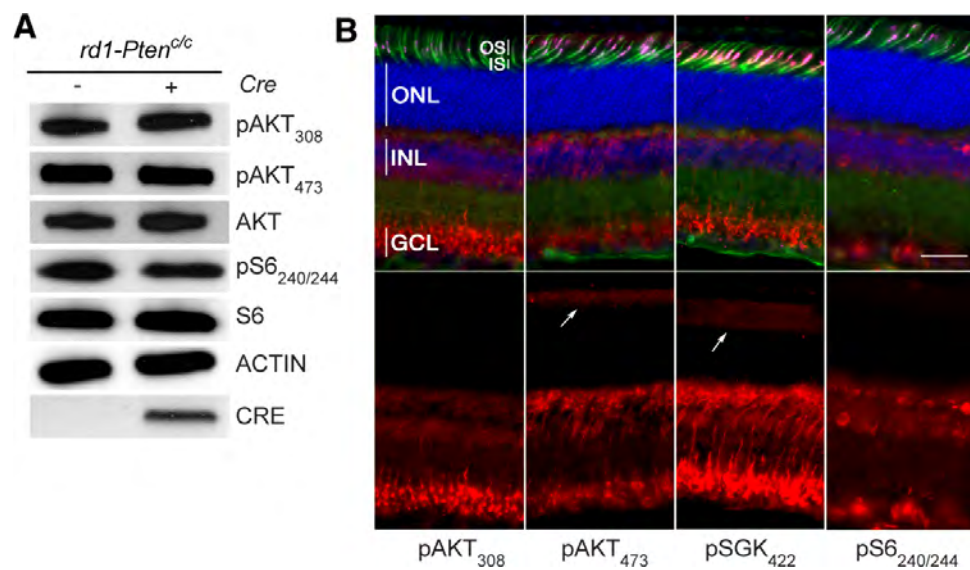 A
rd1-Pten^c/c
- + Cre
pAKT308
pAKT473
AKT
pS6240/244
S6
ACTIN
CRE
B
OS
IS
ONL
INL
GCL
pAKT308 pAKT473 pSGK422 pS6240/244